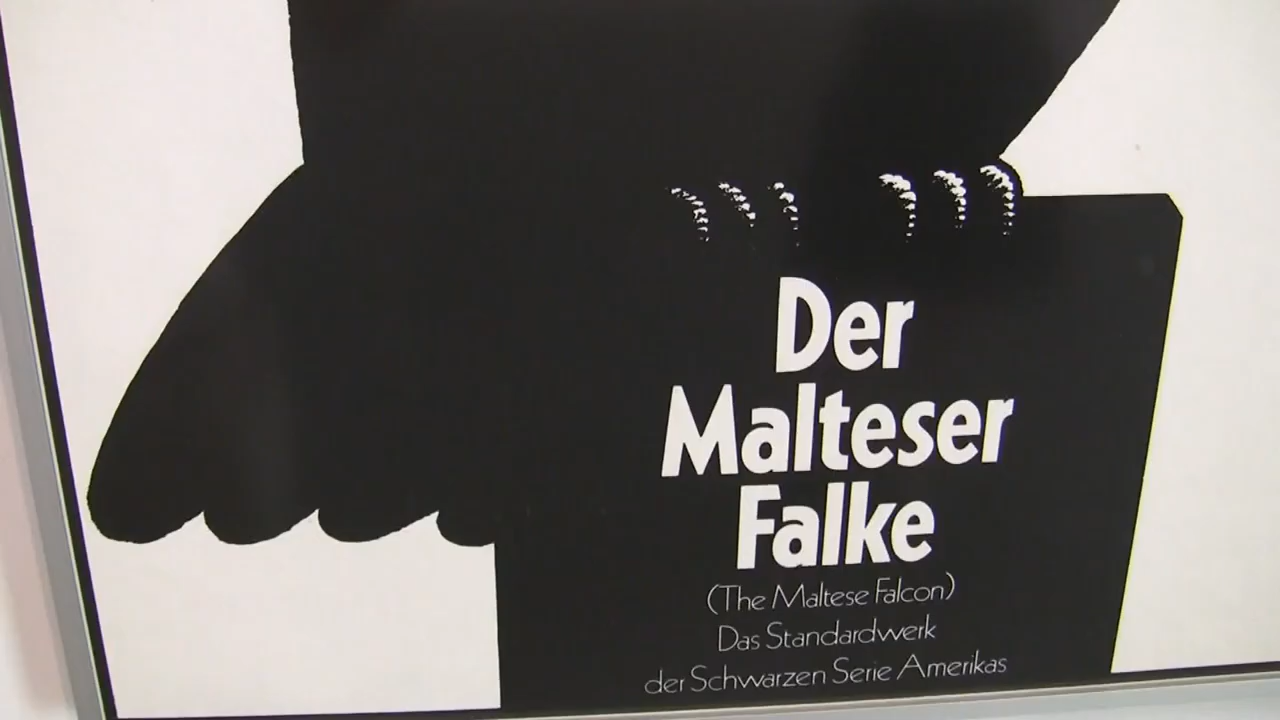 Der
Malteser
Falke
(The Maltese Falcon)
Das Standardwerk
der Schwarzen Serie Amerikas